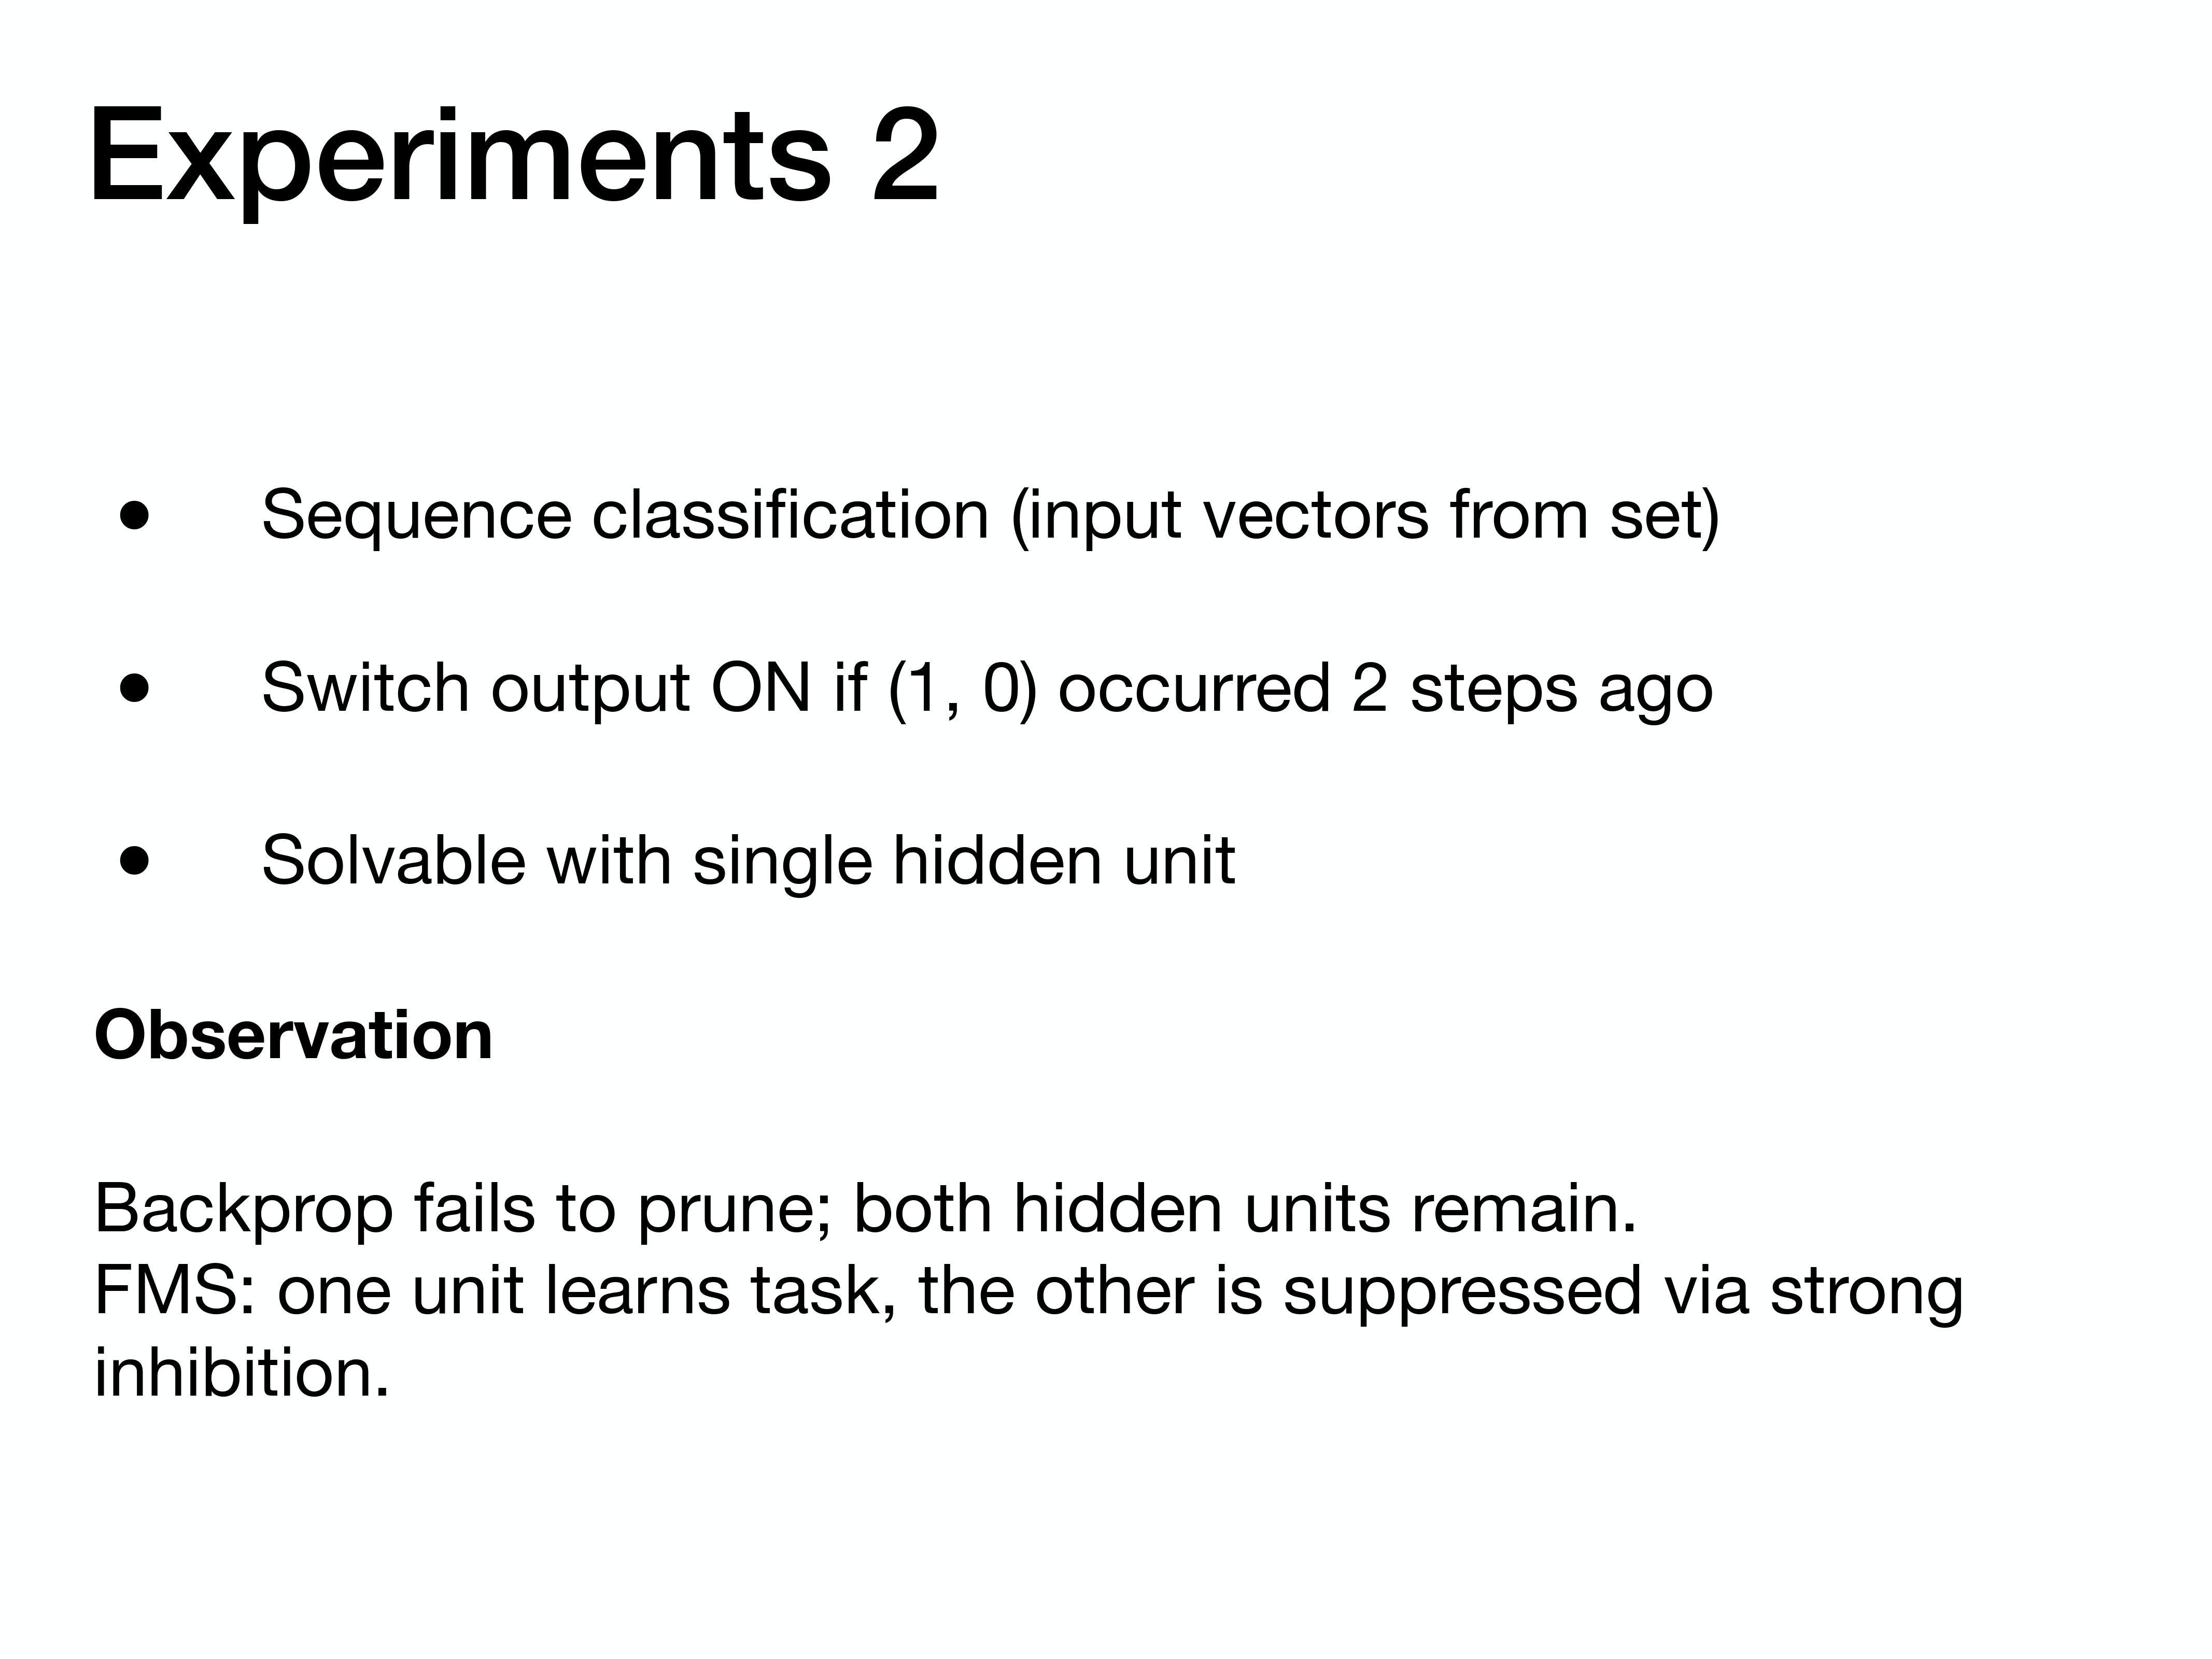 Experiments 2
• Sequence classification (input vectors from set)
• Switch output ON if (1, 0) occurred 2 steps ago
• Solvable with single hidden unit
Observation
Backprop fails to prune; both hidden units remain.
FMS: one unit learns task, the other is suppressed via strong
inhibition.